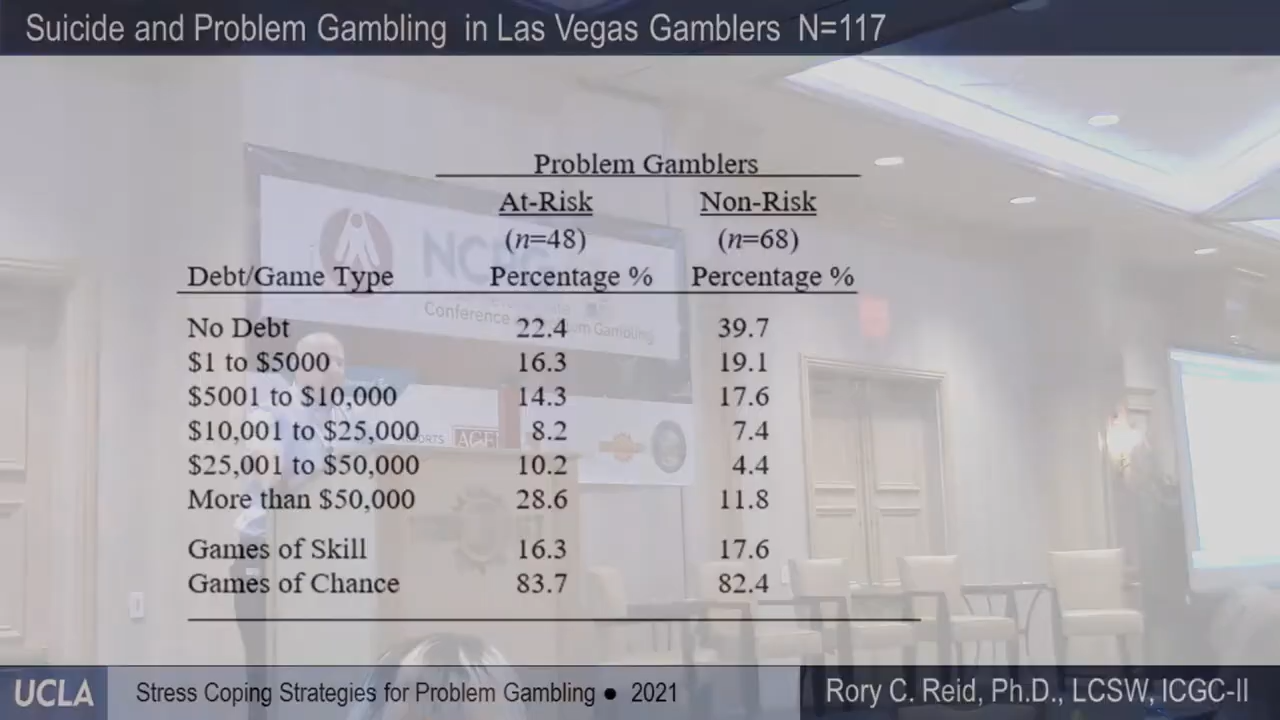 Suicide and Problem Gambling in Las Vegas Gamblers N=117
Problem Gamblers
At-Risk Non-Risk
(n=48) (n=68)
Debt/Game Type Percentage % Percentage %
No Debt 22.4 39.7
$1 to $5000 16.3 19.1
$5001 to $10,000 14.3 17.6
$10,001 to $25,000 8.2 7.4
$25,001 to $50,000 10.2 4.4
More than $50,000 28.6 11.8
Games of Skill 16.3 17.6
Games of Chance 83.7 82.4
Conference Gambling
UCLA Stress Coping Strategies for Problem Gambling ● 2021 Rory C. Reid, Ph.D., LCSW, ICGC-II